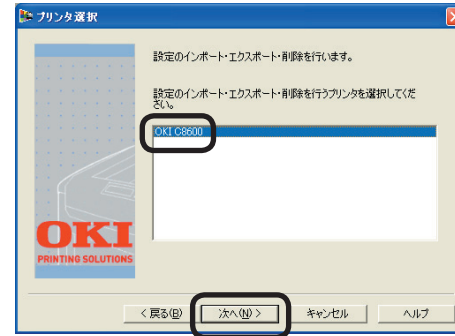 プリンタ選択
設定のインポート・エクスポート・削除を行います。
設定のインポート・エクスポート・削除を行うプリンタを選択してくだ
さい。
OKI C8600
OKI
PRINTING SOLUTIONS
< 戻る(B)
次へ(N) >
キャンセル
ヘルプ